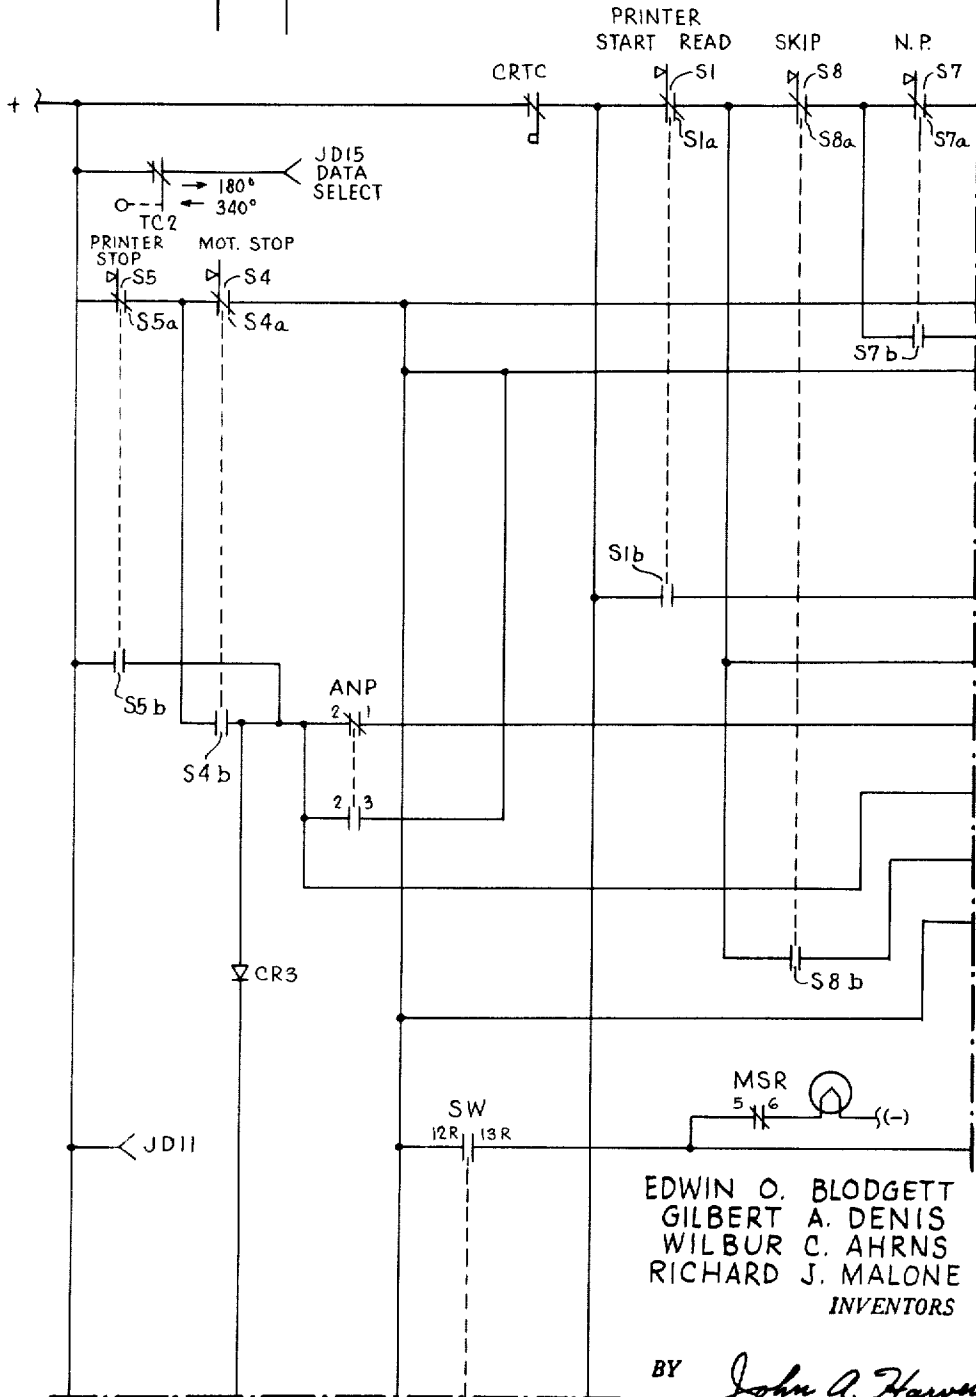 PRINTER
START READ SKIP N.P.
CRTC S1 S8 S7
+
S1a S8a S7a
JD15
DATA
SELECT
180°
340°
TC2
PRINTER
STOP
MOT. STOP
S5 S4
S5a S4a
S7b
S1b
S5b
ANP
2 1
S4b
2 3
CR3
S8b
MSR
5 6
(-)
SW
12R 13R
JD11
EDWIN O. BLODGETT
GILBERT A. DENIS
WILBUR C. AHRNS
RICHARD J. MALONE
INVENTORS
BY John A.